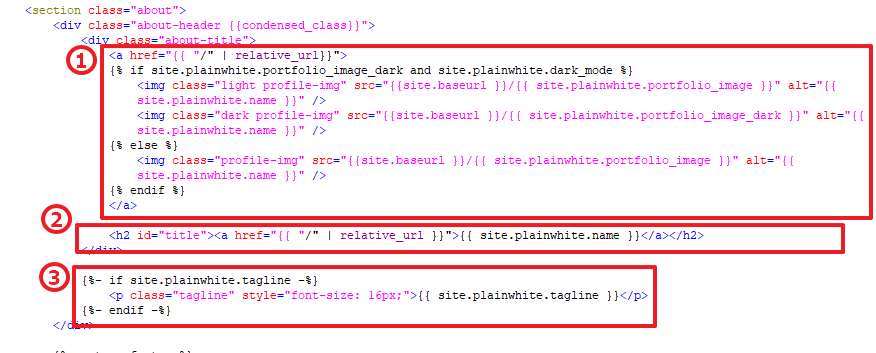 <section class="about">
<div class="about-header {{condensed_class}}">
<div class="about-title">
1
<a href="{{ "/" | relative_url}}">
{% if site.plainwhite.portfolio_image_dark and site.plainwhite.dark_mode %}
<img class="light profile-img" src="{{site.baseurl }}/{{ site.plainwhite.portfolio_image }}" alt="{{
site.plainwhite.name }}" />
<img class="dark profile-img" src="{{site.baseurl }}/{{ site.plainwhite.portfolio_image_dark }}" alt="{{
site.plainwhite.name }}" />
{% else %}
<img class="profile-img" src="{{site.baseurl }}/{{ site.plainwhite.portfolio_image }}" alt="{{
site.plainwhite.name }}" />
{% endif %}
</a>
2
<h2 id="title"><a href="{{ "/" | relative_url }}">{{ site.plainwhite.name }}</a></h2>
</div>
3
{%- if site.plainwhite.tagline -%}
<p class="tagline" style="font-size: 16px;">{{ site.plainwhite.tagline }}</p>
{%- endif -%}
</div>